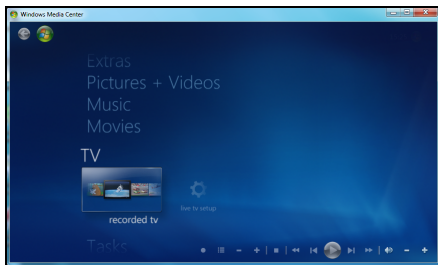 Windows Media Center
Extras
Pictures + Videos
Music
Movies
TV
recorded tv
live tv setup
Tasks